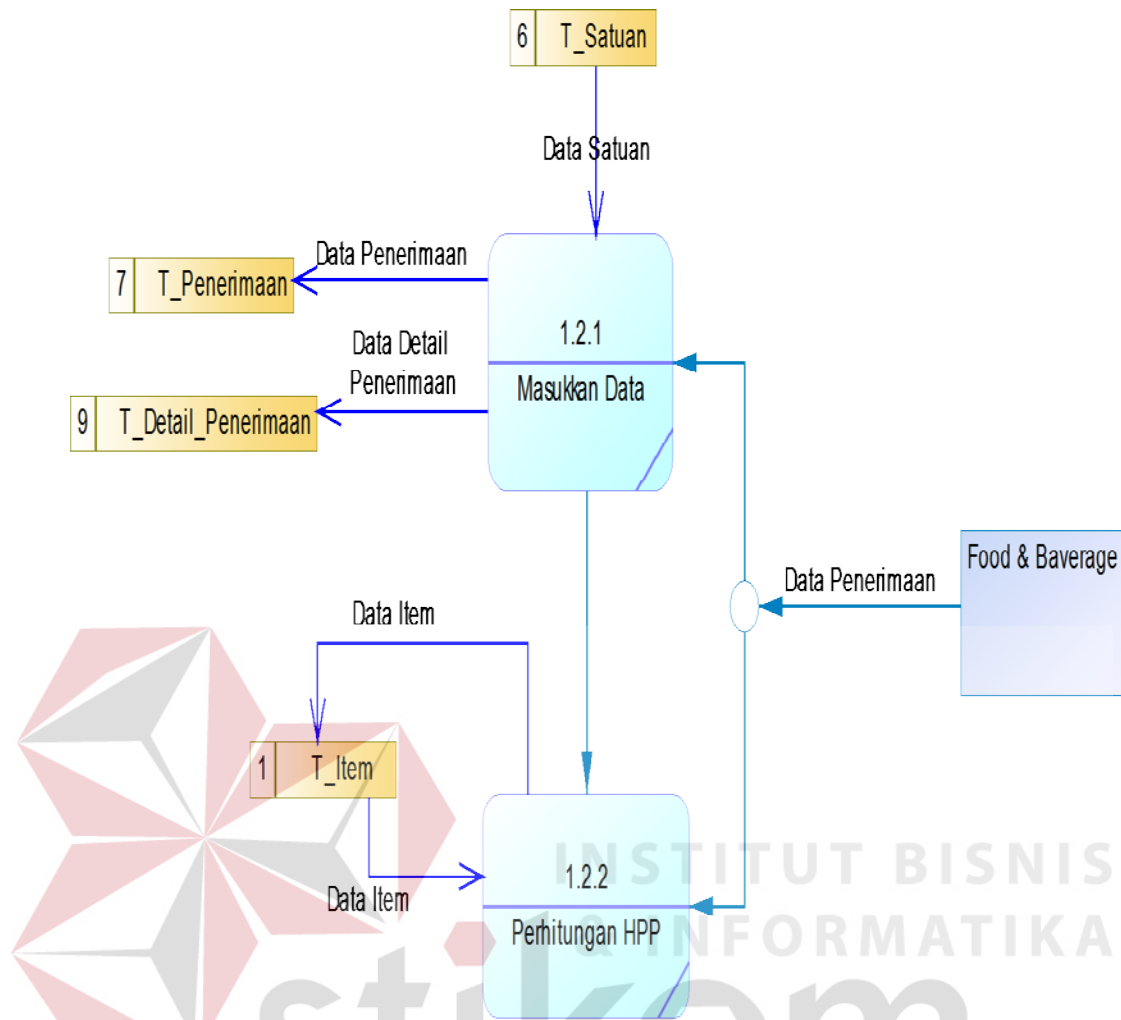 6 T_Satuan
Data Satuan
Data Penerimaan
7 T_Penerimaan
1.2.1
Data Detail
Penerimaan
Masukkan Data
9 T_Detail_Penerimaan
Food & Baverage
Data Penerimaan
Data Item
1 T_Item
1.2.2
Data Item
Perhitungan HPP
INSTITUT BISNIS
& INFORMATIKA
stikom